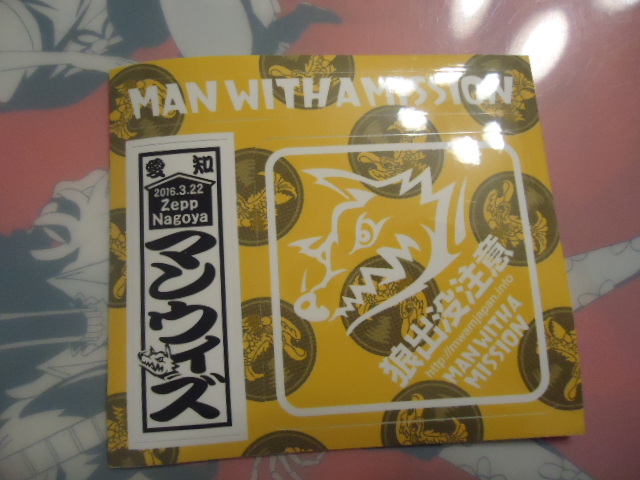 MAN WITH A MISSION
愛知
2016.3.22
Zepp
Nagoya
マンウィズ
狼出没注意
http://mwamjapan.info
MAN WITH A
MISSION